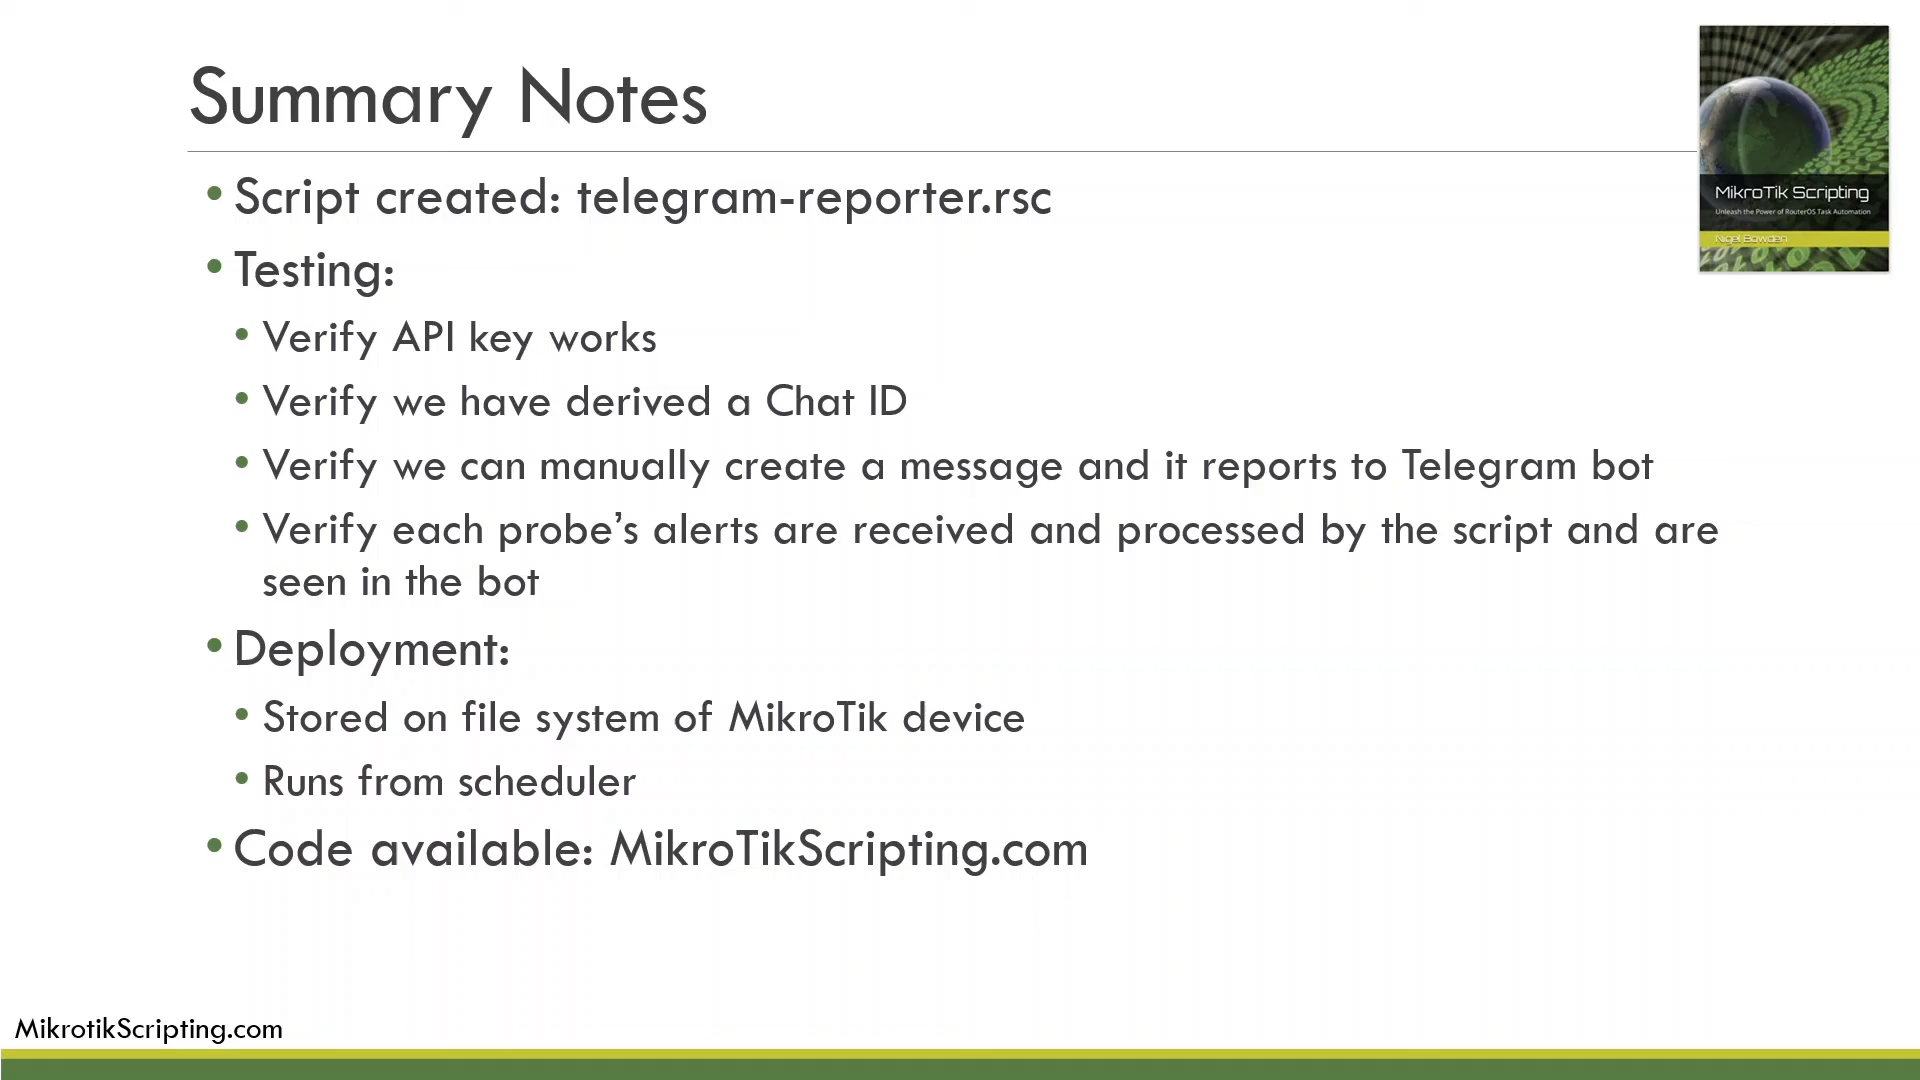 Summary Notes
MikroTik Scripting
Unleash the Power of RouterOS Task Automation
Nigel Bowden
• Script created: telegram-reporter.rsc
• Testing:
• Verify API key works
• Verify we have derived a Chat ID
• Verify we can manually create a message and it reports to Telegram bot
• Verify each probe’s alerts are received and processed by the script and are
seen in the bot
• Deployment:
• Stored on file system of MikroTik device
• Runs from scheduler
• Code available: MikroTikScripting.com
MikrotikScripting.com